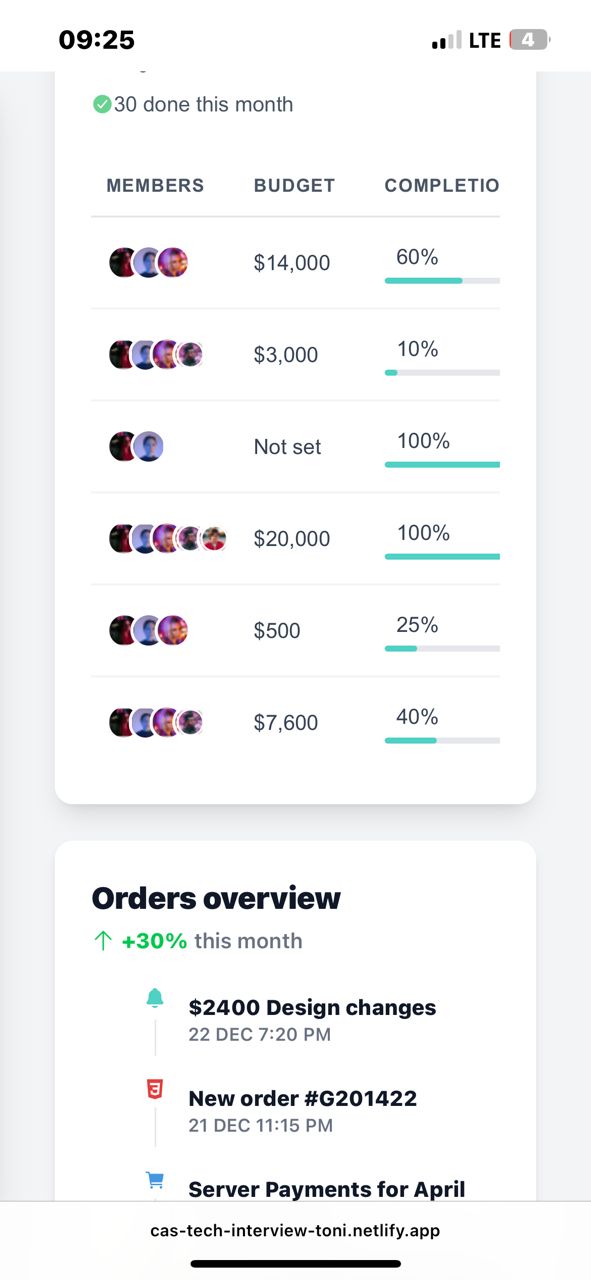 09:25 LTE 4
30 done this month
MEMBERS BUDGET COMPLETIO
$14,000 60%
$3,000 10%
Not set 100%
$20,000 100%
$500 25%
$7,600 40%
Orders overview
+30% this month
$2400 Design changes
22 DEC 7:20 PM
New order #G201422
21 DEC 11:15 PM
Server Payments for April
cas-tech-interview-toni.netlify.app